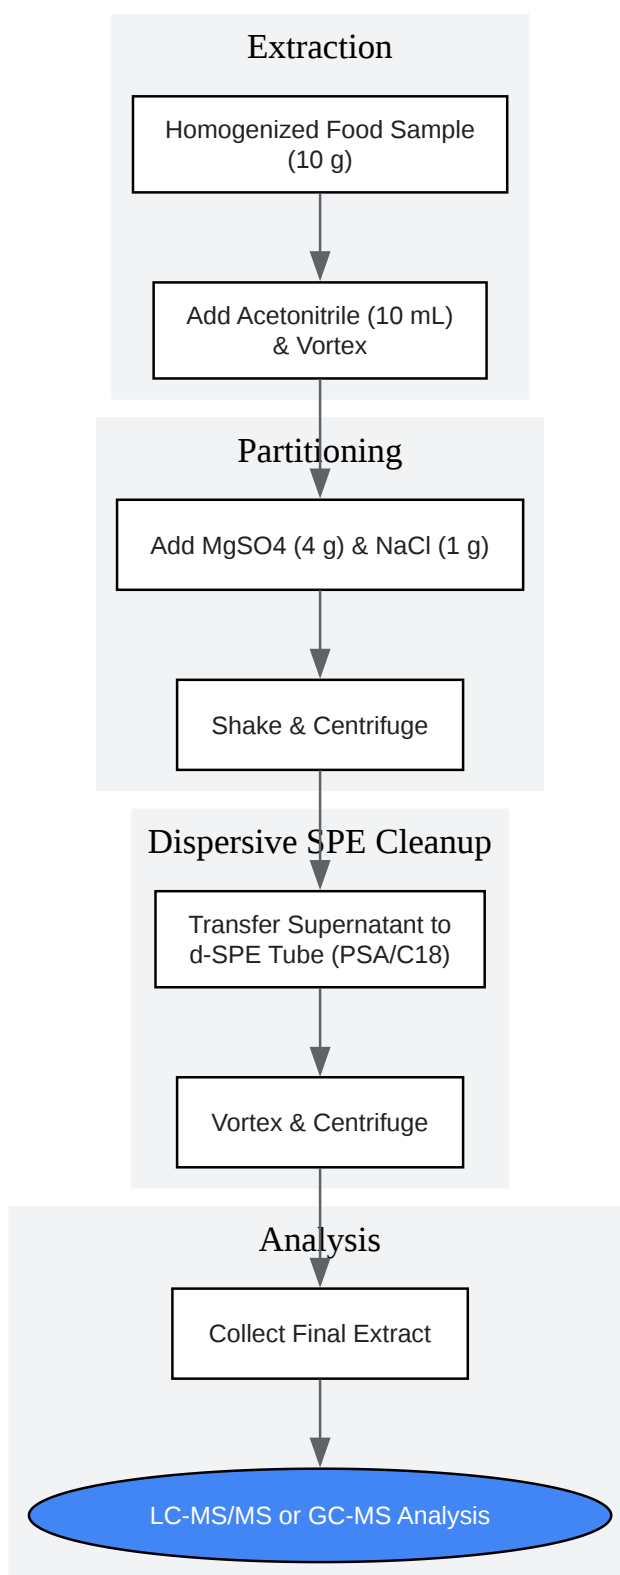 Extraction
Homogenized Food Sample
(10 g)
Add Acetonitrile (10 mL)
& Vortex
Partitioning
Add MgSO4 (4 g) & NaCl (1 g)
Shake & Centrifuge
Dispersive SPE Cleanup
Transfer Supernatant to
d-SPE Tube (PSA/C18)
Vortex & Centrifuge
Analysis
Collect Final Extract
LC-MS/MS or GC-MS Analysis